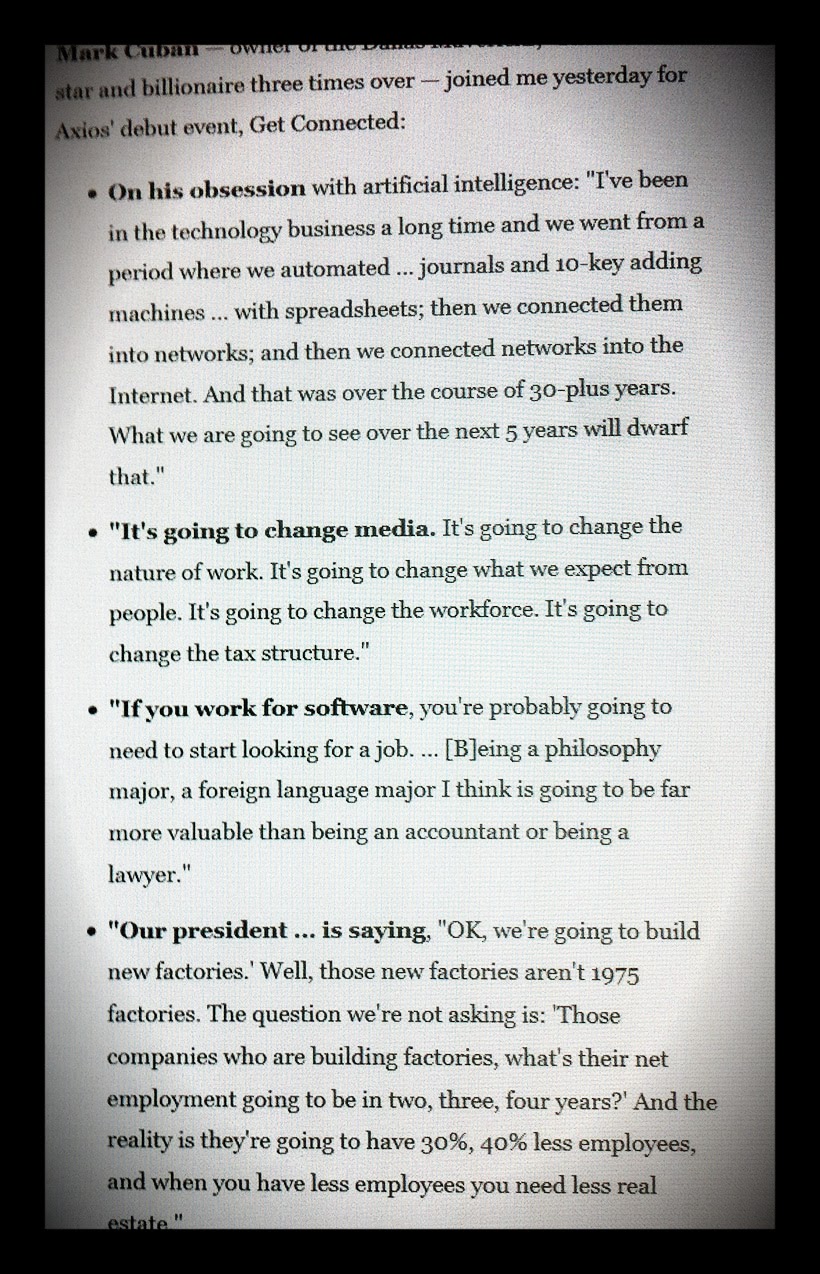 Mark Cuban — owner of the Dallas
star and billionaire three times over — joined me yesterday for
Axios' debut event, Get Connected:
• On his obsession with artificial intelligence: "I've been
in the technology business a long time and we went from a
period where we automated ... journals and 10-key adding
machines ... with spreadsheets; then we connected them
into networks; and then we connected networks into the
Internet. And that was over the course of 30-plus years.
What we are going to see over the next 5 years will dwarf
that."
• "It's going to change media. It's going to change the
nature of work. It's going to change what we expect from
people. It's going to change the workforce. It's going to
change the tax structure."
• "If you work for software, you're probably going to
need to start looking for a job. ... [B]eing a philosophy
major, a foreign language major I think is going to be far
more valuable than being an accountant or being a
lawyer."
• "Our president ... is saying, "OK, we're going to build
new factories.' Well, those new factories aren't 1975
factories. The question we're not asking is: 'Those
companies who are building factories, what's their net
employment going to be in two, three, four years?' And the
reality is they're going to have 30%, 40% less employees,
and when you have less employees you need less real
estate."